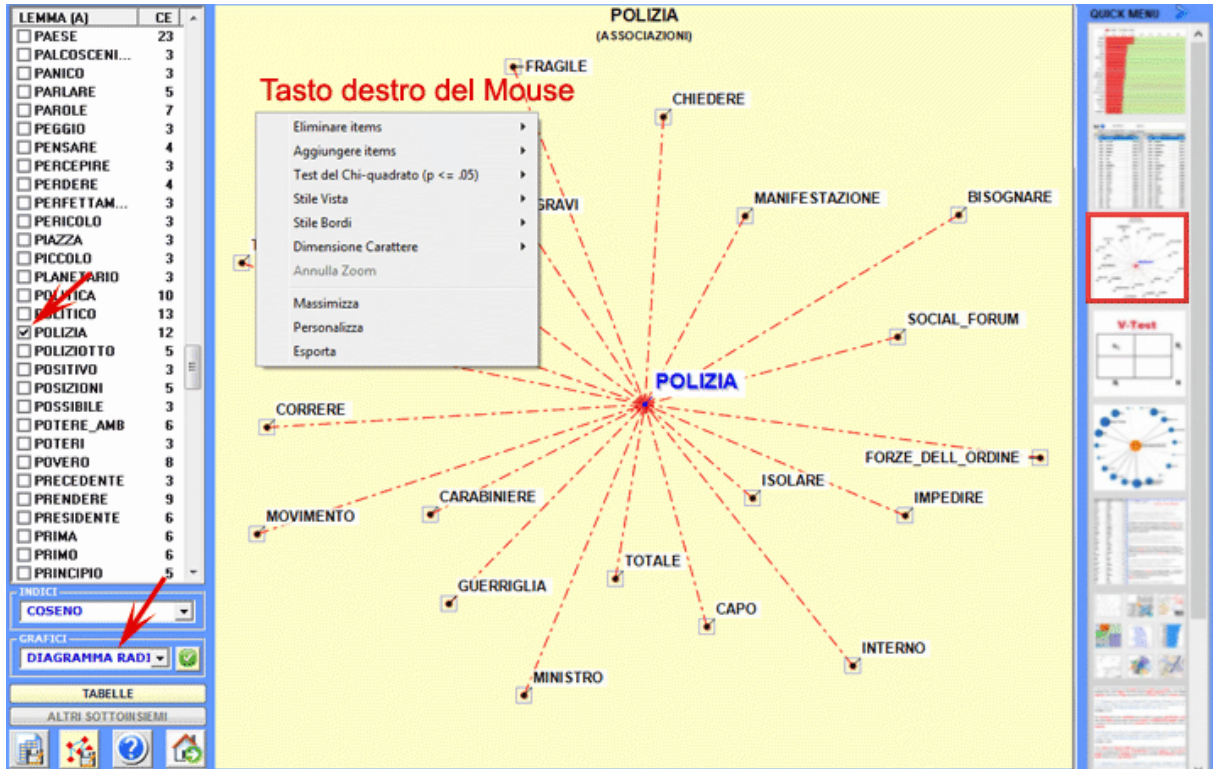 LEMMA (A) CE
PAESE 23
PALCOSCENI... 3
PANICO 3
PARLARE 5
PAROLE 7
PEGGIO 3
PENSARE 4
PERCEPIRE 3
PERDERE 4
PERFETTAM... 3
PERICOLO 3
PIAZZA 3
PICCOLO 3
PLANETARIO 3
POLITICA 10
POLITICO 13
POLIZIA 12
POLIZIOTTO 5
POSITIVO 3
POSIZIONI 5
POSSIBILE 3
POTERE_AMB 6
POTERI 3
POVERO 8
PRECEDENTE 3
PRENDERE 9
PRESIDENTE 6
PRIMA 6
PRIMO 6
PRINCIPIO 5
INDICI
COSENO
GRAFICI
DIAGRAMMA RADI
TABELLE
ALTRI SOTTOINSIEMI
POLIZIA
(ASSOCIAZIONI)
FRAGILE
Tasto destro del Mouse
CHIEDERE
Eliminare items
Aggiungere items
Test del Chi-quadrato (p <= .05)
Stile Vista
Stile Bordi
Dimensione Carattere
Annulla Zoom
Massimizza
Personalizza
Esporta
GRAVI
MANIFESTAZIONE
BISOGNARE
SOCIAL_FORUM
POLIZIA
CORRERE
FORZE_DELL_ORDINE
ISOLARE
IMPEDIRE
CARABINIERE
MOVIMENTO
TOTALE
GUERRIGLIA
CAPO
INTERNO
MINISTRO
QUICK MENU
V-Test